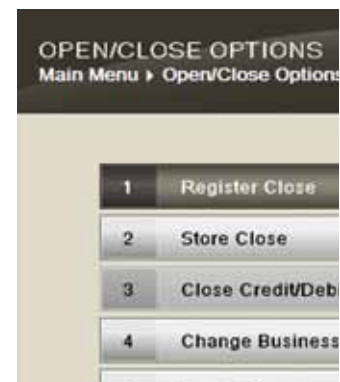 OPEN/CLOSE OPTIONS
Main Menu ▸ Open/Close Options
1 Register Close
2 Store Close
3 Close Credit/Debi
4 Change Business